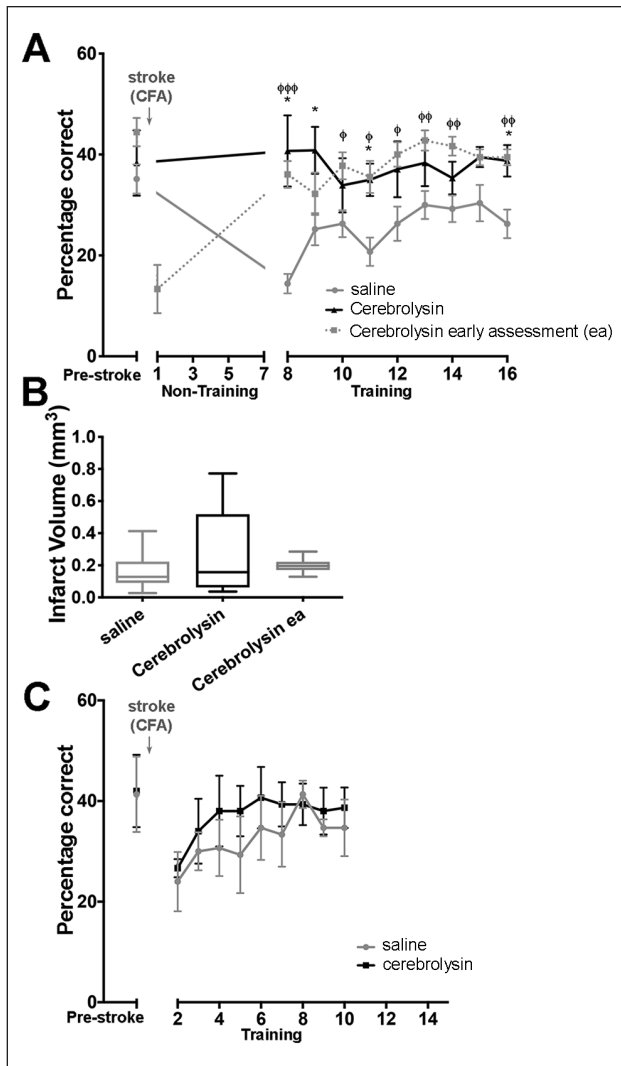 A
stroke
(CFA)
Percentage correct
60
40
20
0
ϕϕϕ
*
*
ϕ
ϕ
*
ϕ
ϕϕ
ϕϕ
ϕϕ
*
saline
Cerebrolysin
Cerebrolysin early assessment (ea)
Pre-stroke 1 3 5 7 8 10 12 14 16
Non-Training Training
B
Infarct Volume (mm³)
1.0
0.8
0.6
0.4
0.2
0.0
saline
Cerebrolysin
Cerebrolysin ea
C
stroke
(CFA)
Percentage correct
60
40
20
0
saline
cerebrolysin
Pre-stroke 2 4 6 8 10 12 14
Training